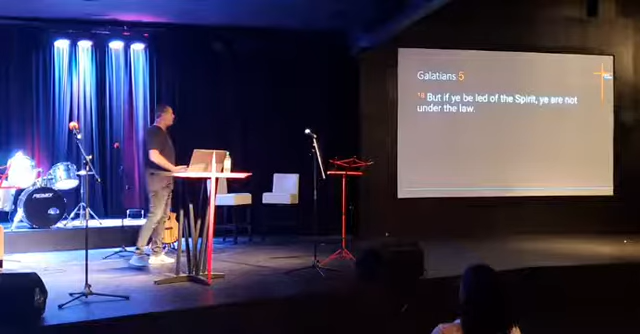 Galatians 5
18 But if ye be led of the Spirit, ye are not
under the law.